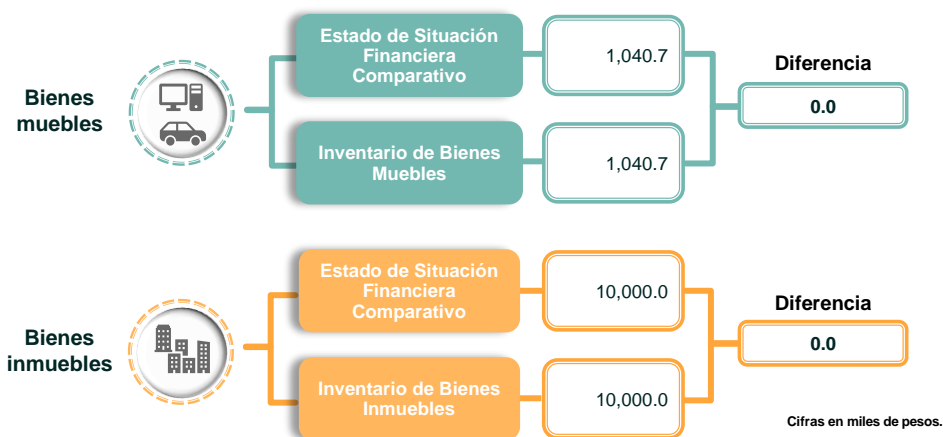 Bienes
muebles
Estado de Situación
Financiera
Comparativo
1,040.7
Inventario de Bienes
Muebles
1,040.7
Diferencia
0.0
Bienes
inmuebles
Estado de Situación
Financiera
Comparativo
10,000.0
Inventario de Bienes
Inmuebles
10,000.0
Diferencia
0.0
Cifras en miles de pesos.